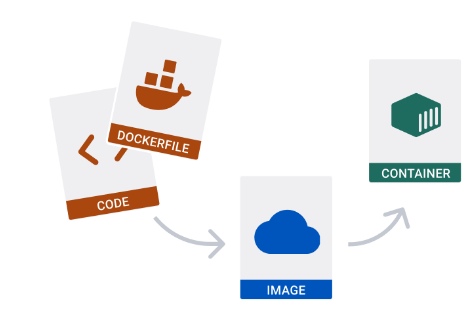 DOCKERFILE
CODE
IMAGE
CONTAINER